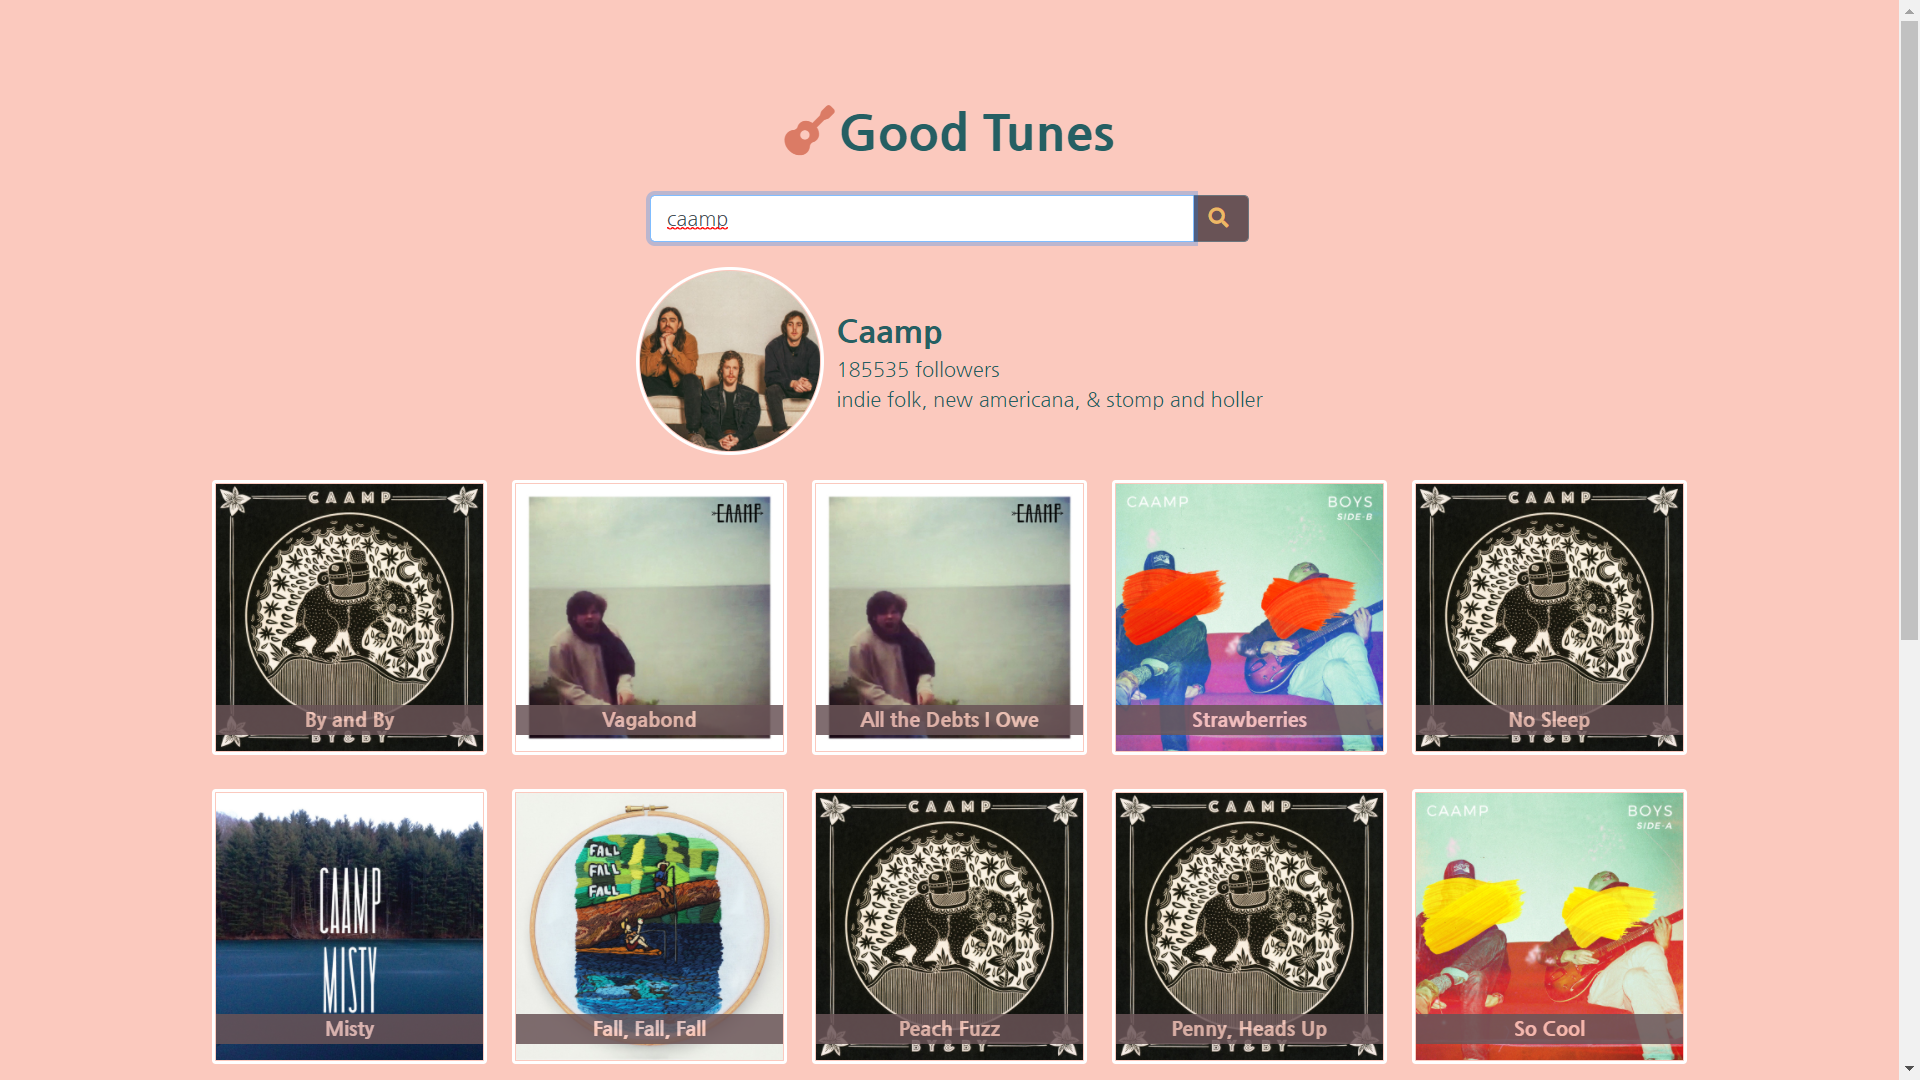 Good Tunes
caamp
Caamp
185535 followers
indie folk, new americana, & stomp and holler
CAAMP
By and By
BY & BY
CAAMP
Vagabond
CAAMP
All the Debts I Owe
CAAMP BOYS
SIDE-B
Strawberries
CAAMP
No Sleep
BY & BY
CAAMP
MISTY
Misty
FALL
FALL
FALL
Fall, Fall, Fall
CAAMP
Peach Fuzz
BY & BY
CAAMP
Penny, Heads Up
BY & BY
CAAMP BOYS
SIDE-A
So Cool